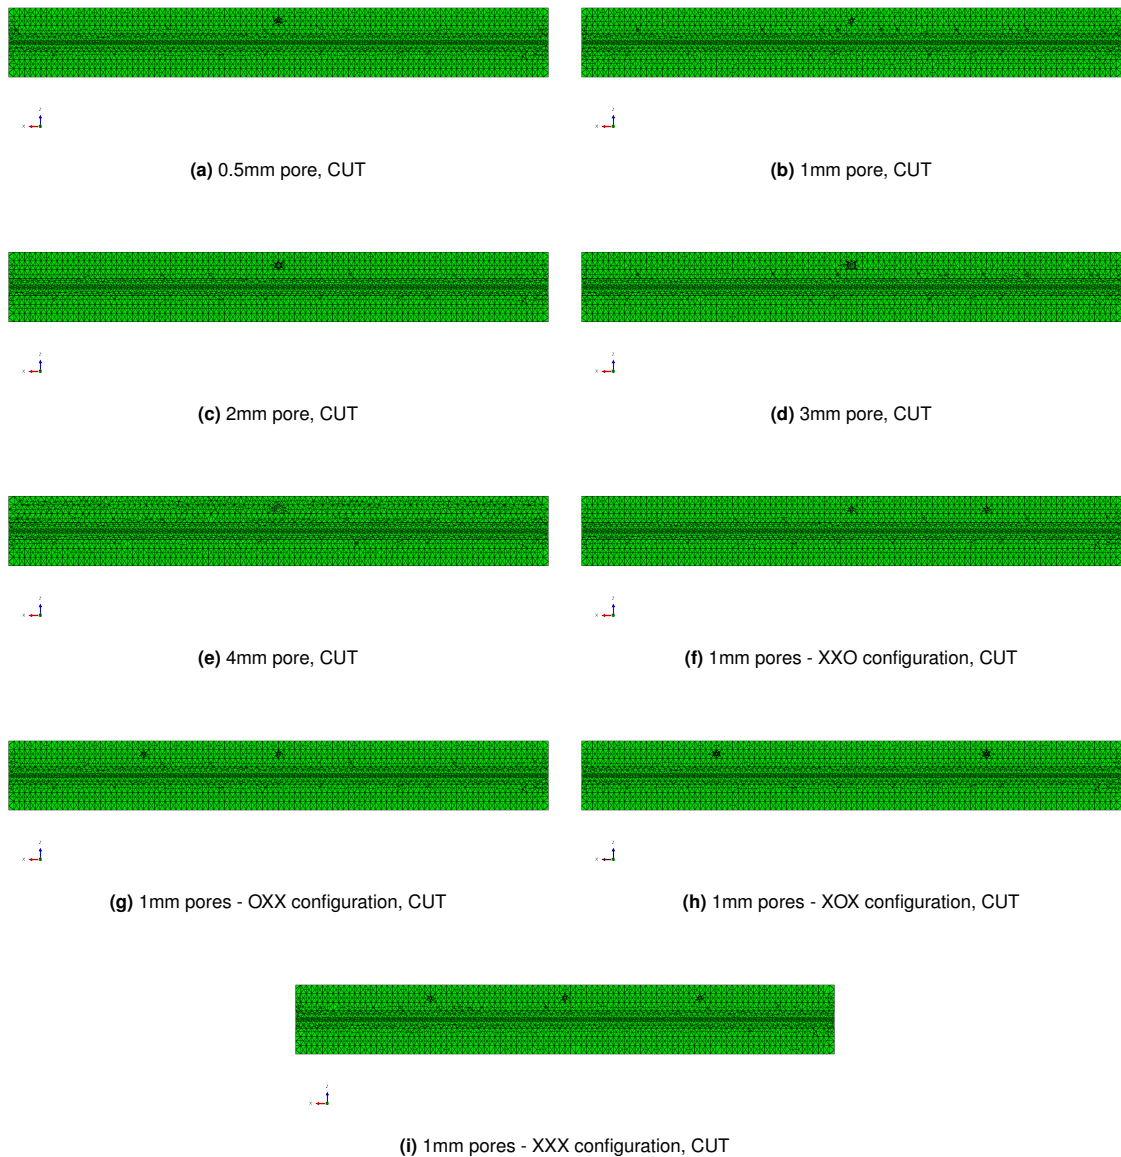 (a) 0.5mm pore, CUT
(b) 1mm pore, CUT
(c) 2mm pore, CUT
(d) 3mm pore, CUT
(e) 4mm pore, CUT
(f) 1mm pores - XXO configuration, CUT
(g) 1mm pores - OXX configuration, CUT
(h) 1mm pores - XOX configuration, CUT
(i) 1mm pores - XXX configuration, CUT